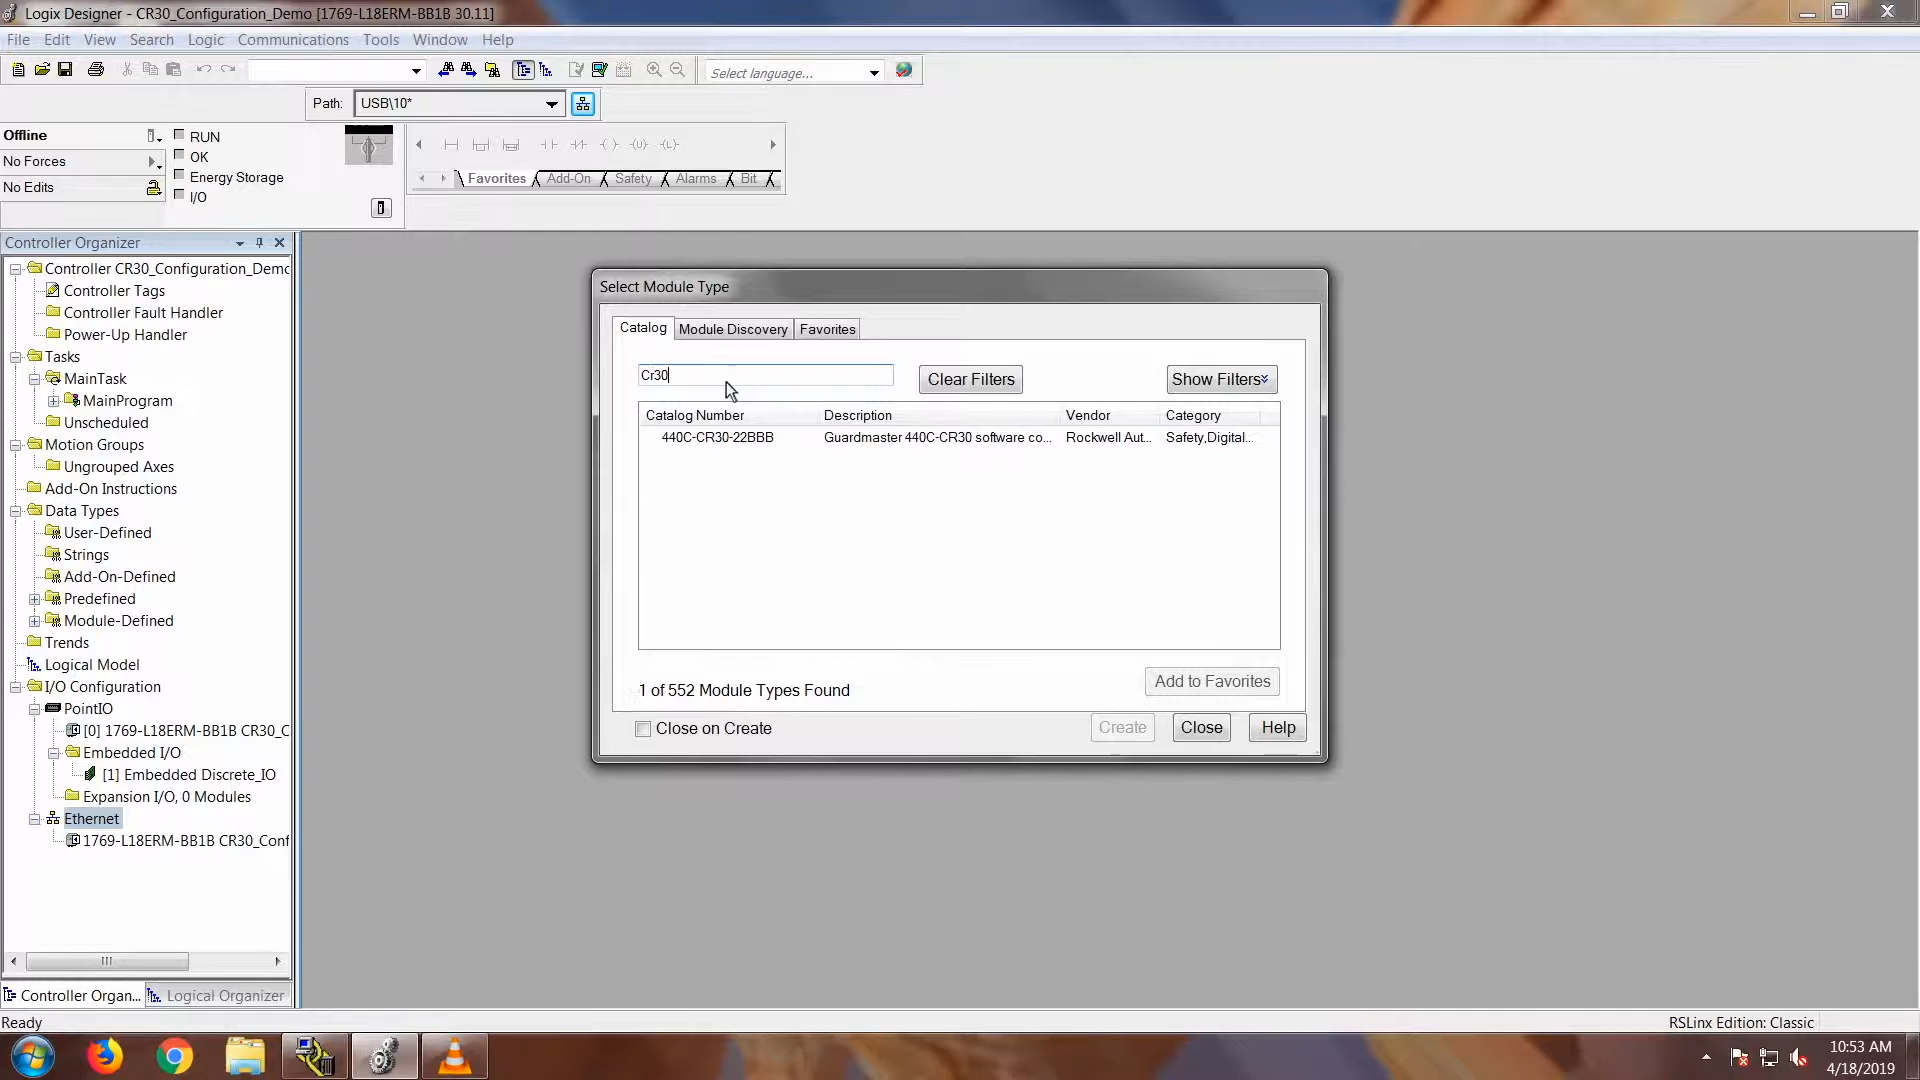 Logix Designer - CR30_Configuration_Demo [1769-L18ERM-BB1B 30.11]
File Edit View Search Logic Communications Tools Window Help
Select language...
Path: USB\10*
Offline
RUN
No Forces
OK
No Edits
Energy Storage
I/O
Favorites Add-On Safety Alarms Bit
Controller Organizer
Controller CR30_Configuration_Demo
Controller Tags
Controller Fault Handler
Power-Up Handler
Tasks
MainTask
MainProgram
Unscheduled
Motion Groups
Ungrouped Axes
Add-On Instructions
Data Types
User-Defined
Strings
Add-On-Defined
Predefined
Module-Defined
Trends
Logical Model
I/O Configuration
PointIO
[0] 1769-L18ERM-BB1B CR30_C
Embedded I/O
[1] Embedded Discrete_IO
Expansion I/O, 0 Modules
Ethernet
1769-L18ERM-BB1B CR30_Conf
Controller Organ... Logical Organizer
Select Module Type
Catalog Module Discovery Favorites
Cr30 Clear Filters Show Filters
Catalog Number Description Vendor Category
440C-CR30-22BBB Guardmaster 440C-CR30 software co... Rockwell Aut... Safety,Digital...
1 of 552 Module Types Found Add to Favorites
Close on Create Create Close Help
Ready RSLinx Edition: Classic
10:53 AM
4/18/2019